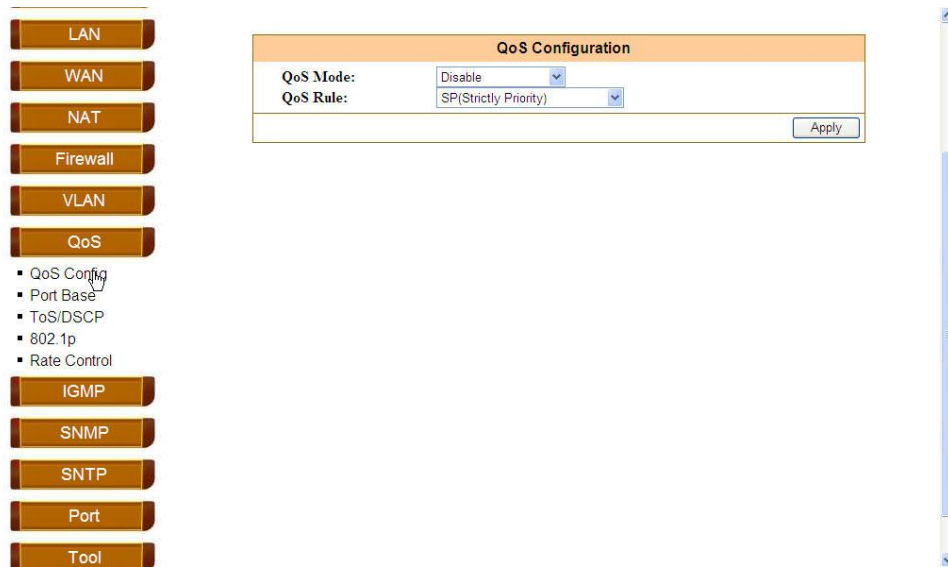 LAN
WAN
NAT
Firewall
VLAN
QoS
QoS Config
Port Base
ToS/DSCP
802.1p
Rate Control
IGMP
SNMP
SNTP
Port
Tool
QoS Configuration
QoS Mode: Disable
QoS Rule: SP(Strictly Priority)
Apply